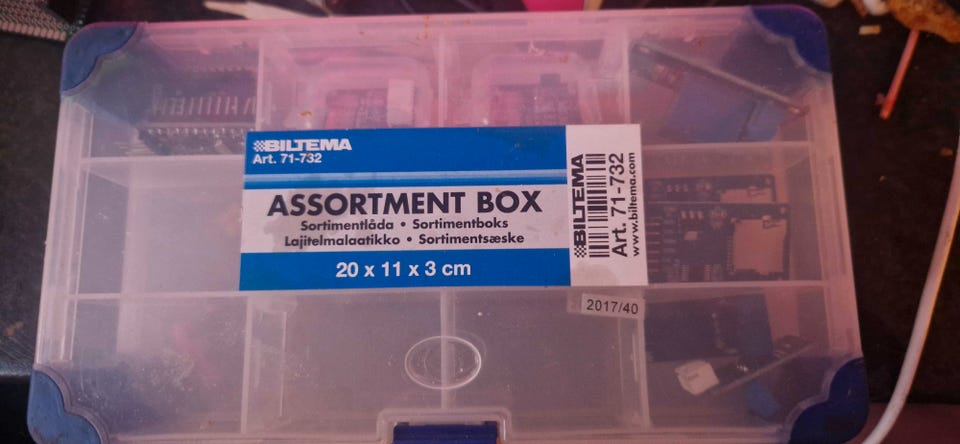 BILTEMA
Art. 71-732
ASSORTMENT BOX
Sortimentlåda • Sortimentboks
Lajitelmalaatikko • Sortimentsæske
20 x 11 x 3 cm
BILTEMA
Art. 71-732
www.biltema.com
2017/40